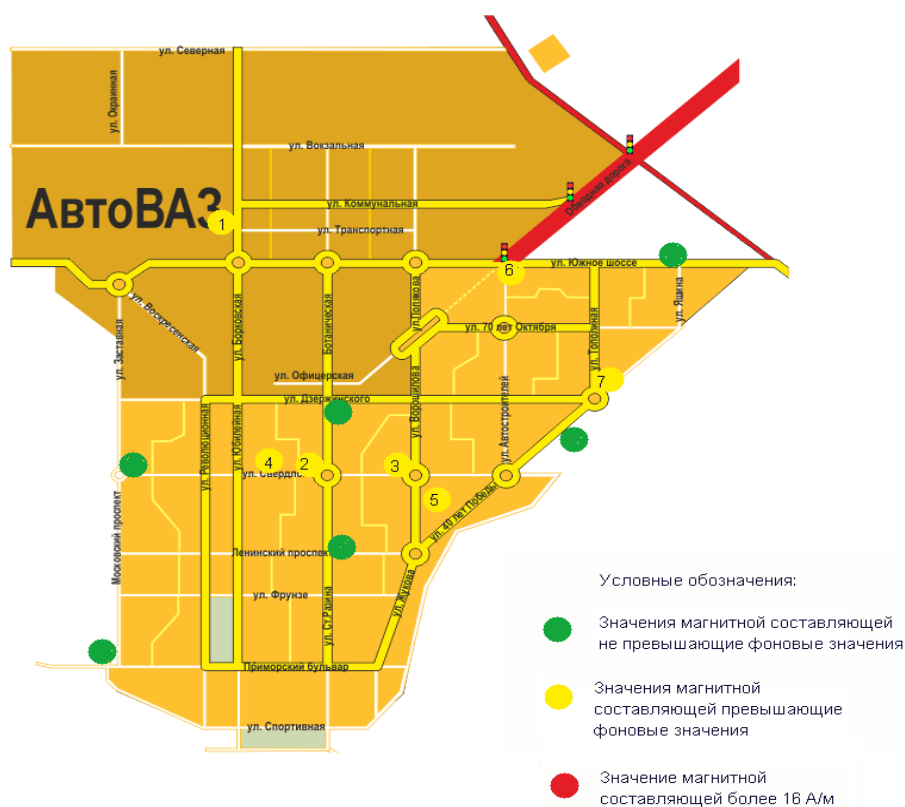 ул. Северная
ул. Окраинная
ул. Вокзальная
АвтоВАЗ
ул. Коммунальная
Обводная дорога
1
ул. Транспортная
6
ул. Южное шоссе
ул. Воскресенская
ул. Заставная
ул. Борковская
Ботаническая
ул.Полякова
ул. Яшина
ул. 70 лет Октября
ул. Тополиная
ул. Офицерская
7
ул. Дзержинского
ул. Ворошилова
ул. Автостроителей
ул. Революционная
ул. Юбилейная
4
2
3
5
ул. 40 лет Победы
Московский проспект
Ленинский проспект
ул. Фрунзе
ул. Ст.Разина
ул. Жукова
Приморский бульвар
ул. Спортивная
Условные обозначения:
Значения магнитной составляющей
не превышающие фоновые значения
Значения магнитной
составляющей превышающие
фоновые значения
Значение магнитной
составляющей более 16 А/м